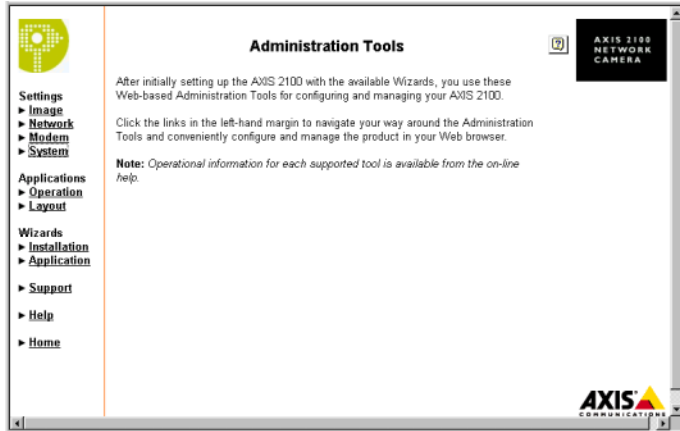 Administration Tools
AXIS 2100
NETWORK
CAMERA
After initially setting up the AXIS 2100 with the available Wizards, you use these
Web-based Administration Tools for configuring and managing your AXIS 2100.
Click the links in the left-hand margin to navigate your way around the Administration
Tools and conveniently configure and manage the product in your Web browser.
Note: Operational information for each supported tool is available from the on-line
help.
Settings
Image
Network
Modem
System
Applications
Operation
Layout
Wizards
Installation
Application
Support
Help
Home
AXIS
COMMUNICATIONS